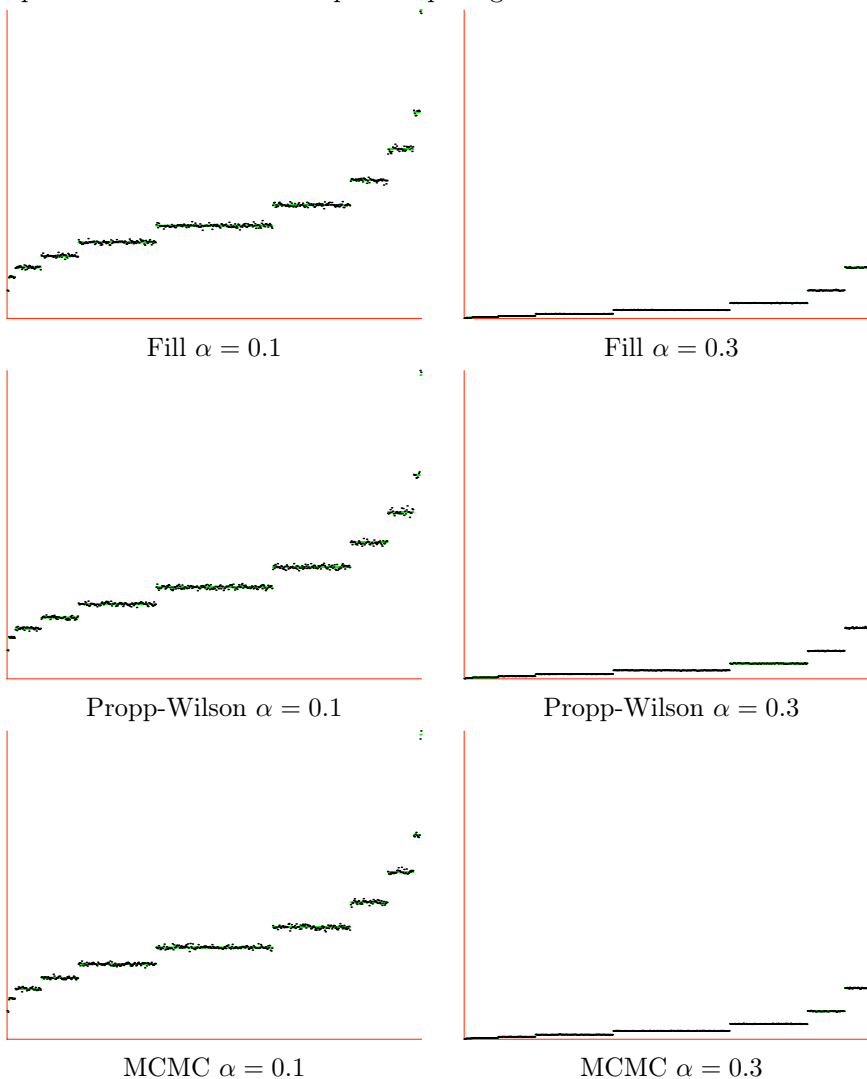 Fill α = 0.1
Fill α = 0.3
Propp-Wilson α = 0.1
Propp-Wilson α = 0.3
MCMC α = 0.1
MCMC α = 0.3